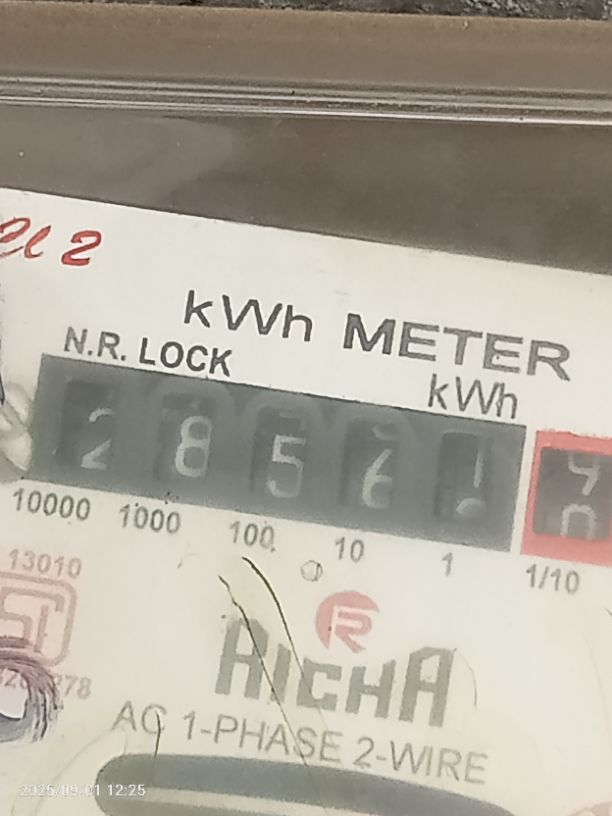 2
kWh METER
N.R. LOCK
kWh
2 8 5 6 1
10000 1000 100 10 1 1/10
13010
R
RICHA
AC 1-PHASE 2-WIRE
2025/09/01 12:25